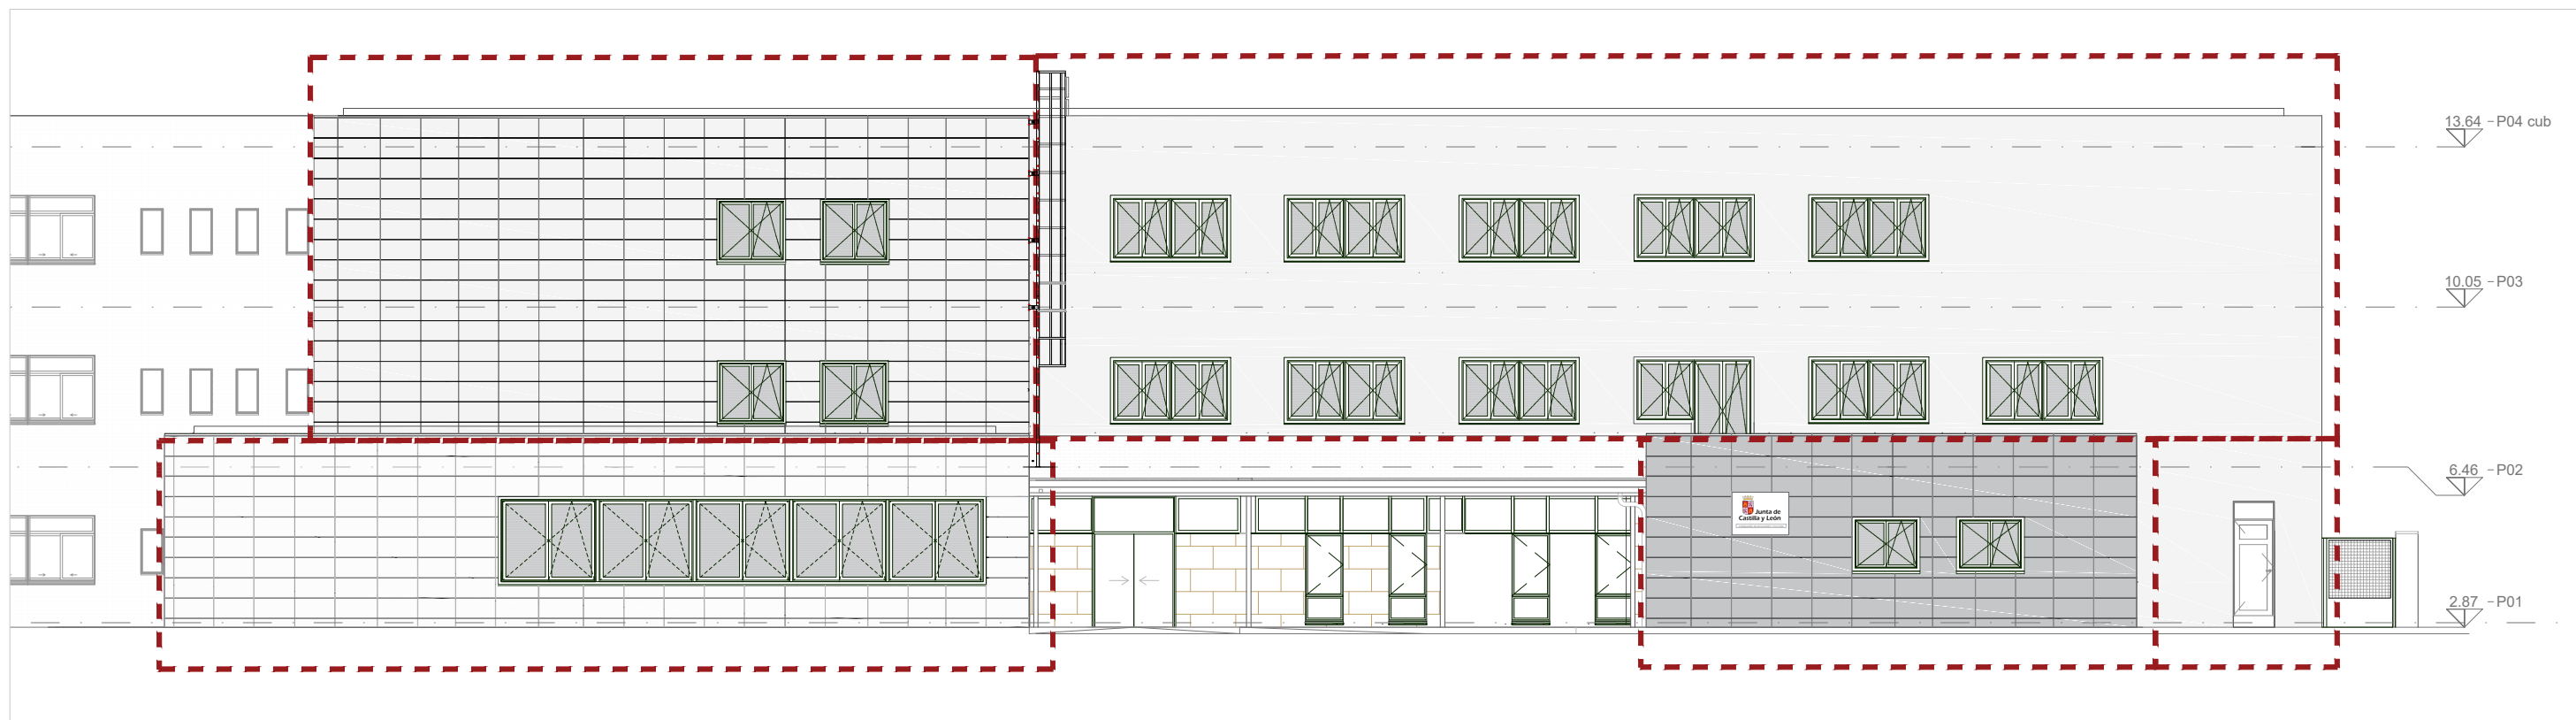 13.64 - P04 cub
10.05 - P03
6.46 - P02
Junta de
Castilla y León
2.87 - P01